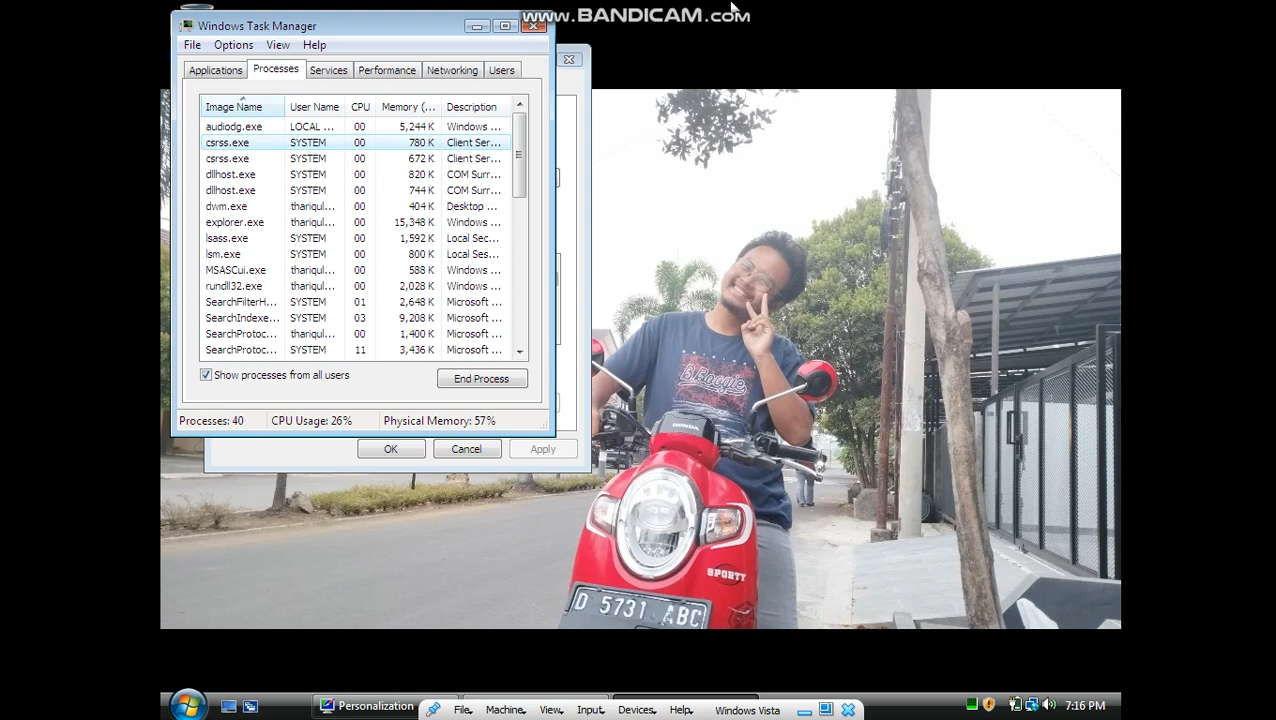 www.BANDICAM.com
Windows Task Manager
File Options View Help
Applications Processes Services Performance Networking Users
Image Name User Name CPU Memory (... Description
audiodg.exe LOCAL ... 00 5,244 K Windows ...
csrss.exe SYSTEM 00 780 K Client Ser...
csrss.exe SYSTEM 00 672 K Client Ser...
dllhost.exe SYSTEM 00 820 K COM Surr...
dllhost.exe SYSTEM 00 744 K COM Surr...
dwm.exe thariqul... 00 404 K Desktop ...
explorer.exe thariqul... 00 15,348 K Windows ...
lsass.exe SYSTEM 00 1,592 K Local Sec...
lsm.exe SYSTEM 00 800 K Local Ses...
MSASCui.exe thariqul... 00 588 K Windows ...
rundll32.exe thariqul... 00 2,028 K Windows ...
SearchFilterH... SYSTEM 01 2,648 K Microsoft ...
SearchIndexe... SYSTEM 03 9,208 K Microsoft ...
SearchProtoc... thariqul... 00 1,400 K Microsoft ...
SearchProtoc... SYSTEM 11 3,436 K Microsoft ...
Show processes from all users
End Process
Processes: 40 CPU Usage: 26% Physical Memory: 57%
OK Cancel Apply
HONDA
SPORTY
D 5731 ABC
Personalization
File Machine View Input Devices Help Windows Vista
7:16 PM